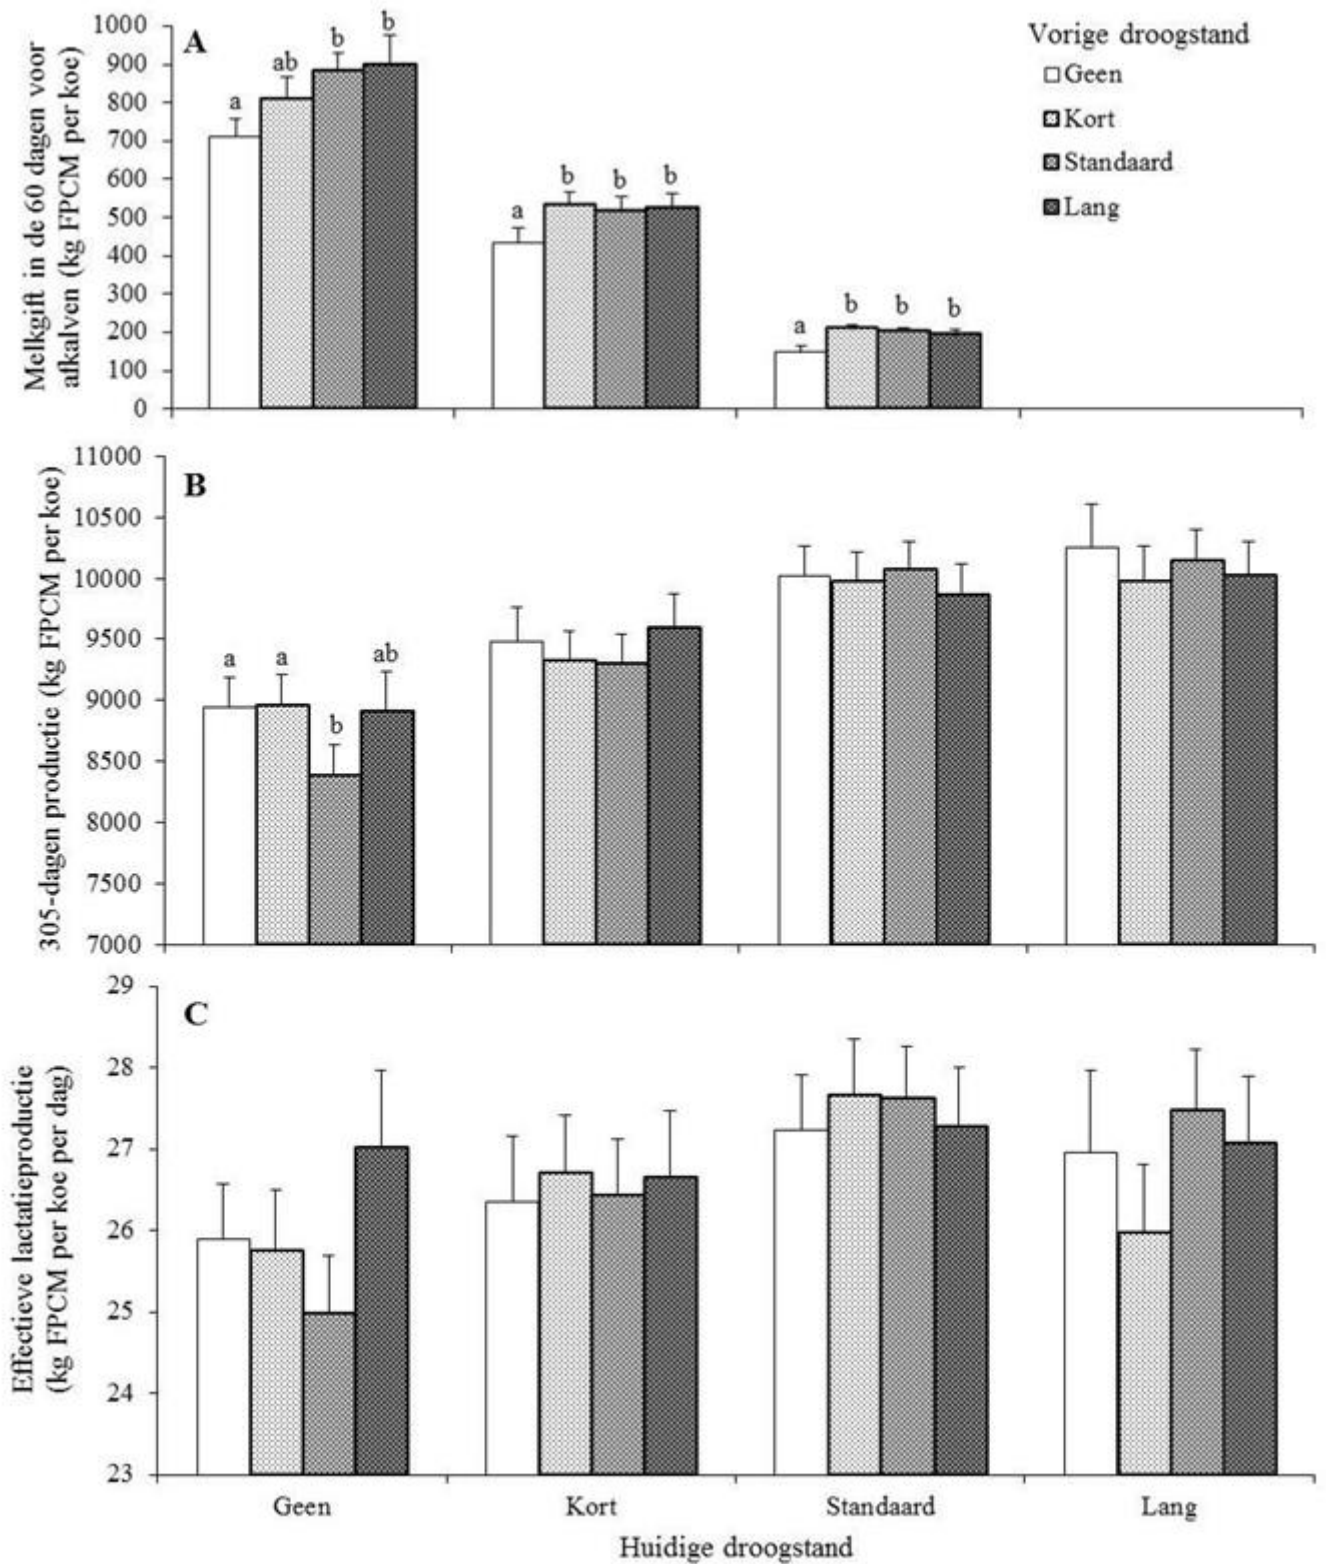 A
Melkgift in de 60 dagen voor
afkalven (kg FPCM per koe)
1000
900
800
700
600
500
400
300
200
100
0
a
ab
b
b
a
b
b
b
a
b
b
b
Vorige droogstand
Geen
Kort
Standaard
Lang
B
305-dagen productie (kg FPCM per koe)
11000
10500
10000
9500
9000
8500
8000
7500
7000
a
a
b
ab
C
Effectieve lactatieproductie
(kg FPCM per koe per dag)
29
28
27
26
25
24
23
Geen
Kort
Standaard
Lang
Huidige droogstand